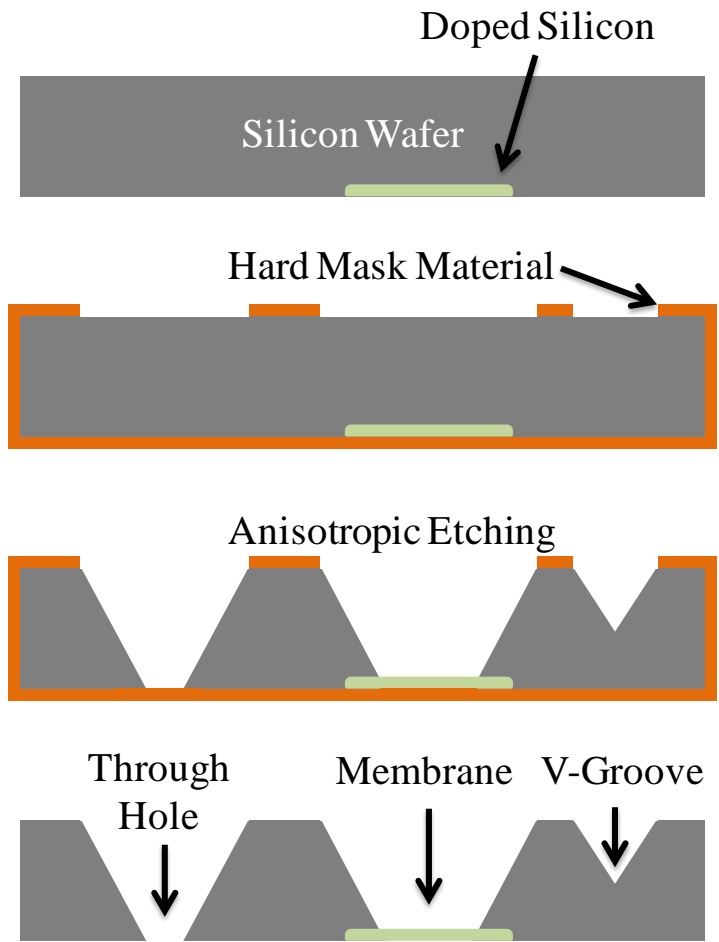 Doped Silicon
Silicon Wafer
Hard Mask Material
Anisotropic Etching
Through
Hole
Membrane
V-Groove